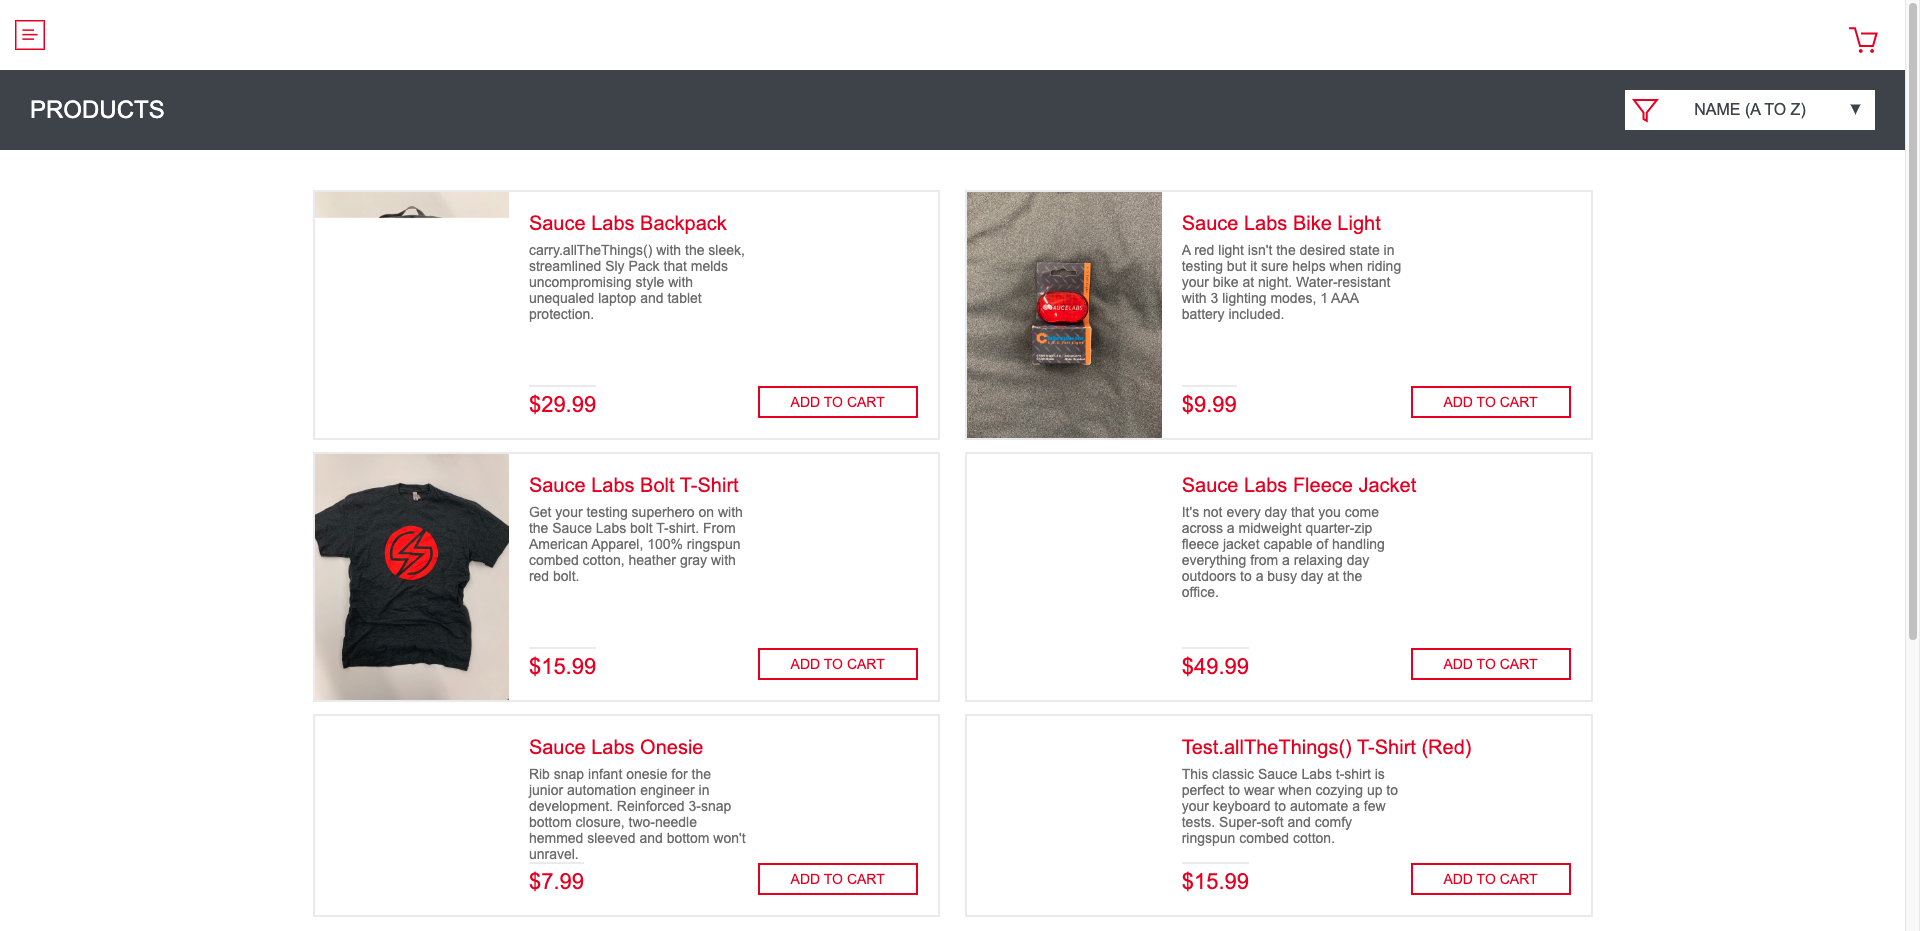 PRODUCTS
NAME (A TO Z)
Sauce Labs Backpack
carry.allTheThings() with the sleek,
streamlined Sly Pack that melds
uncompromising style with
unequaled laptop and tablet
protection.
$29.99
ADD TO CART
Sauce Labs Bike Light
A red light isn't the desired state in
testing but it sure helps when riding
your bike at night. Water-resistant
with 3 lighting modes, 1 AAA
battery included.
$9.99
ADD TO CART
SAUCELABS
Sauce Labs Bolt T-Shirt
Get your testing superhero on with
the Sauce Labs bolt T-shirt. From
American Apparel, 100% ringspun
combed cotton, heather gray with
red bolt.
$15.99
ADD TO CART
Sauce Labs Fleece Jacket
It's not every day that you come
across a midweight quarter-zip
fleece jacket capable of handling
everything from a relaxing day
outdoors to a busy day at the
office.
$49.99
ADD TO CART
Sauce Labs Onesie
Rib snap infant onesie for the
junior automation engineer in
development. Reinforced 3-snap
bottom closure, two-needle
hemmed sleeved and bottom won't
unravel.
$7.99
ADD TO CART
Test.allTheThings() T-Shirt (Red)
This classic Sauce Labs t-shirt is
perfect to wear when cozying up to
your keyboard to automate a few
tests. Super-soft and comfy
ringspun combed cotton.
$15.99
ADD TO CART